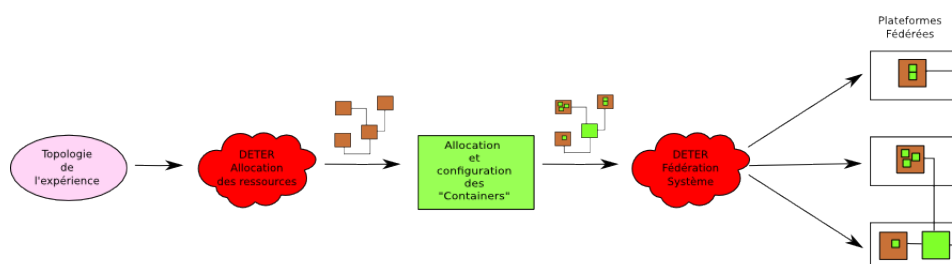 Plateformes
Fédérées
Topologie
de
l'expérience
DETER
Allocation
des ressources
Allocation
et
configuration
des
"Containers"
DETER
Fédération
Système